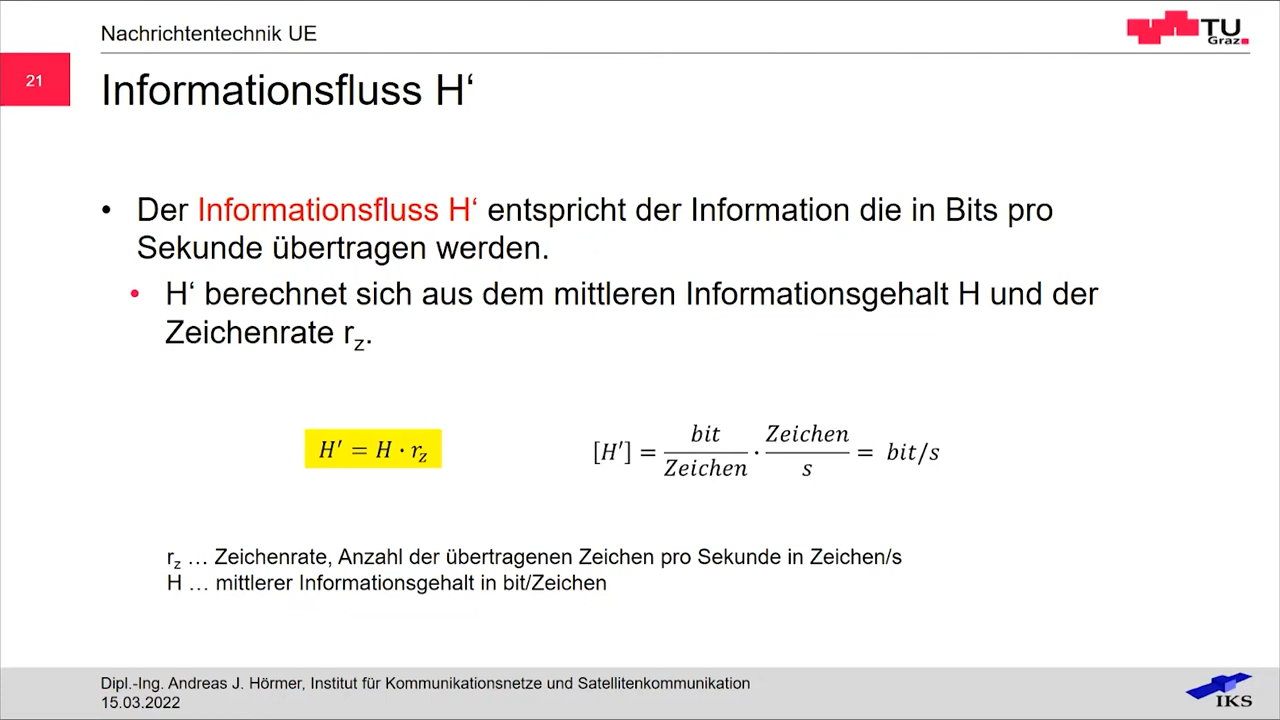 Nachrichtentechnik UE
TU
Graz
21
Informationsfluss H‘
• Der Informationsfluss H‘ entspricht der Information die in Bits pro
Sekunde übertragen werden.
• H‘ berechnet sich aus dem mittleren Informationsgehalt H und der
Zeichenrate r_z.
H′ = H · r_z
[H′] = bit/Zeichen · Zeichen/s = bit/s
r_z … Zeichenrate, Anzahl der übertragenen Zeichen pro Sekunde in Zeichen/s
H … mittlerer Informationsgehalt in bit/Zeichen
Dipl.-Ing. Andreas J. Hörmer, Institut für Kommunikationsnetze und Satellitenkommunikation
15.03.2022
IKS